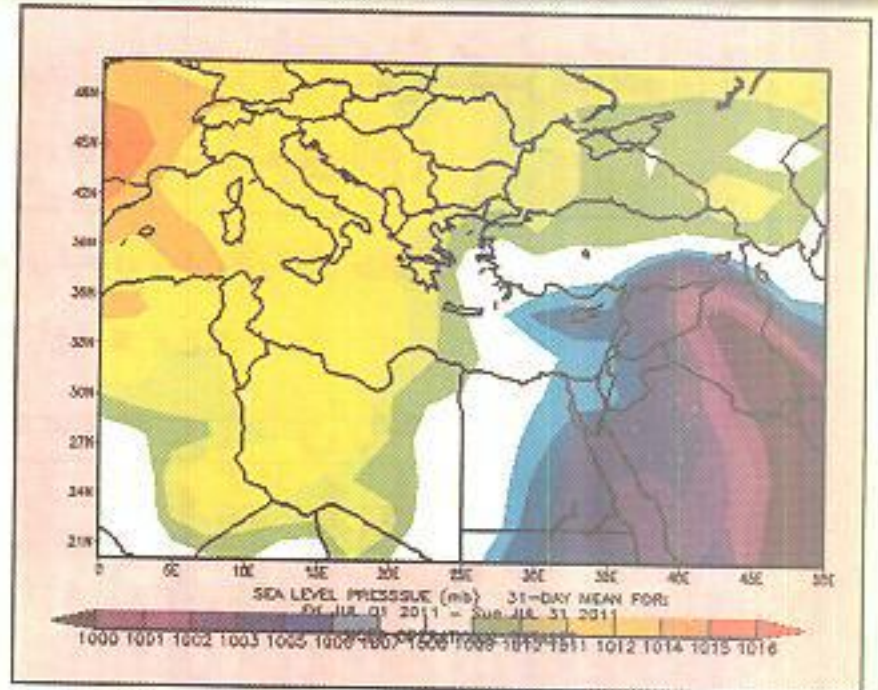 48N
45N
42N
39N
36N
33N
30N
27N
24N
21N
0 5E 10E 15E 20E 25E 30E 35E 40E 45E 50E
SEA LEVEL PRESSSUE (mb) 31-DAY MEAN FOR:
Fri JUL 01 2011 – Sun JUL 31 2011
1000 1001 1002 1003 1005 1006 1007 1008 1009 1010 1011 1012 1014 1015 1016